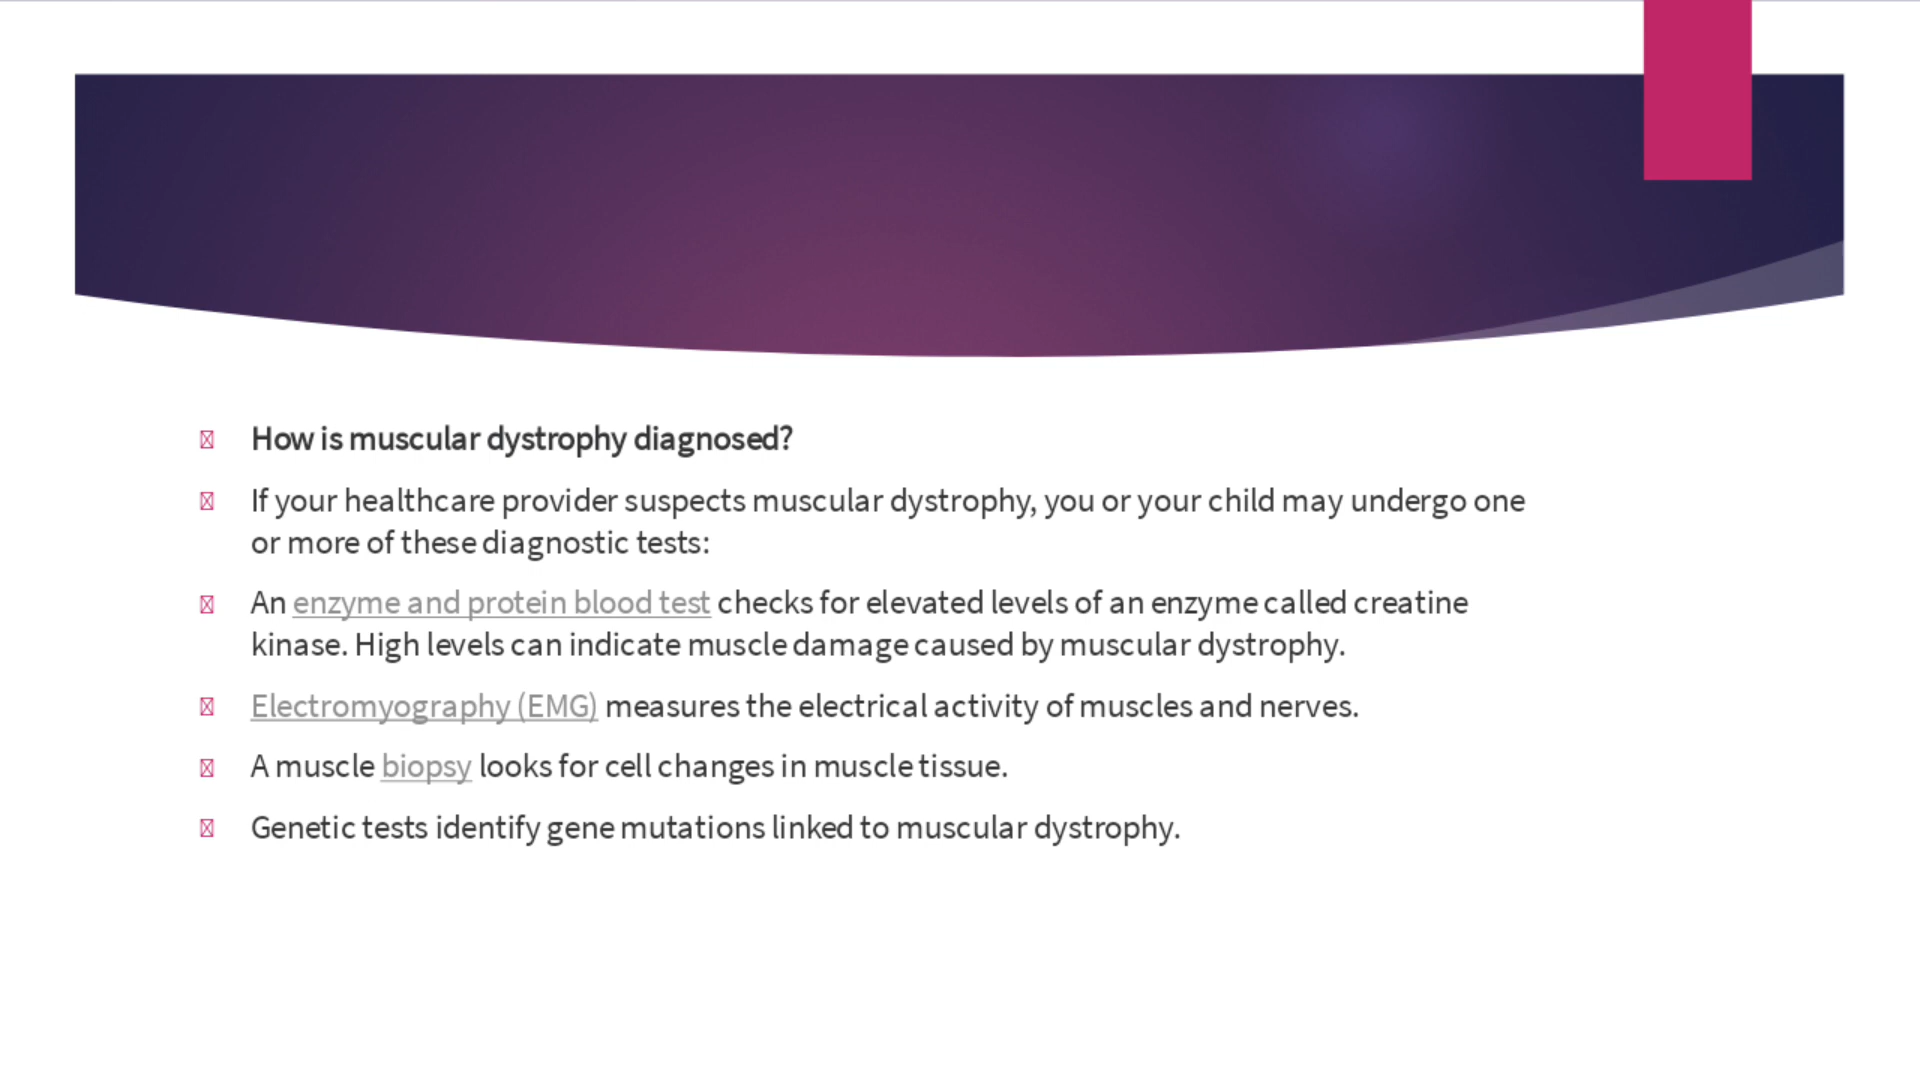 How is muscular dystrophy diagnosed?
If your healthcare provider suspects muscular dystrophy, you or your child may undergo one
or more of these diagnostic tests:
An enzyme and protein blood test checks for elevated levels of an enzyme called creatine
kinase. High levels can indicate muscle damage caused by muscular dystrophy.
Electromyography (EMG) measures the electrical activity of muscles and nerves.
A muscle biopsy looks for cell changes in muscle tissue.
Genetic tests identify gene mutations linked to muscular dystrophy.